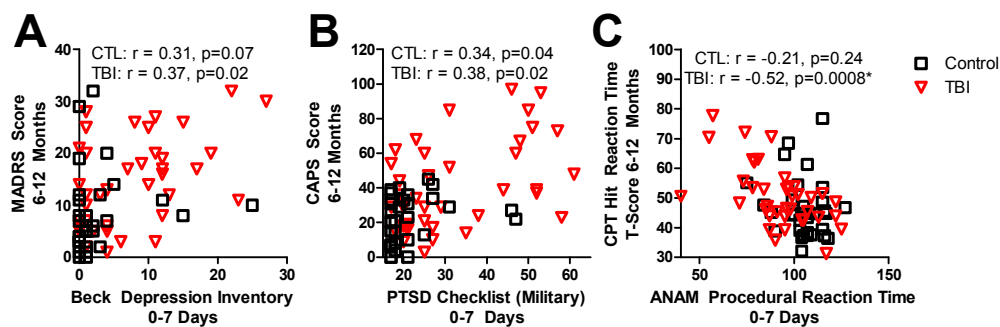 A
CTL: r = 0.31, p=0.07
TBI: r = 0.37, p=0.02
MADRS Score
6-12 Months
40
30
20
10
0
0 10 20 30
Beck Depression Inventory
0-7 Days
B
CTL: r = 0.34, p=0.04
TBI: r = 0.38, p=0.02
CAPS Score
6-12 Months
120
100
80
60
40
20
0
20 30 40 50 60
PTSD Checklist (Military)
0-7 Days
C
CTL: r = -0.21, p=0.24
TBI: r = -0.52, p=0.0008*
CPT Hit Reaction Time
T-Score 6-12 Months
100
90
80
70
60
50
40
30
50 100 150
ANAM Procedural Reaction Time
0-7 Days
Control
TBI